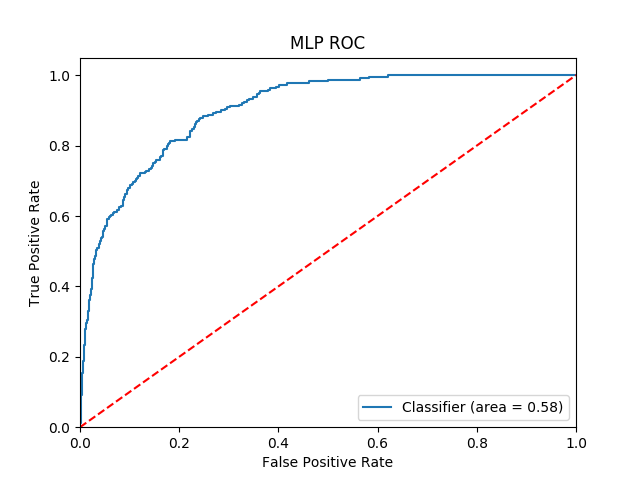 MLP ROC
1.0
0.8
0.6
0.4
0.2
0.0
True Positive Rate
Classifier (area = 0.58)
0.0 0.2 0.4 0.6 0.8 1.0
False Positive Rate